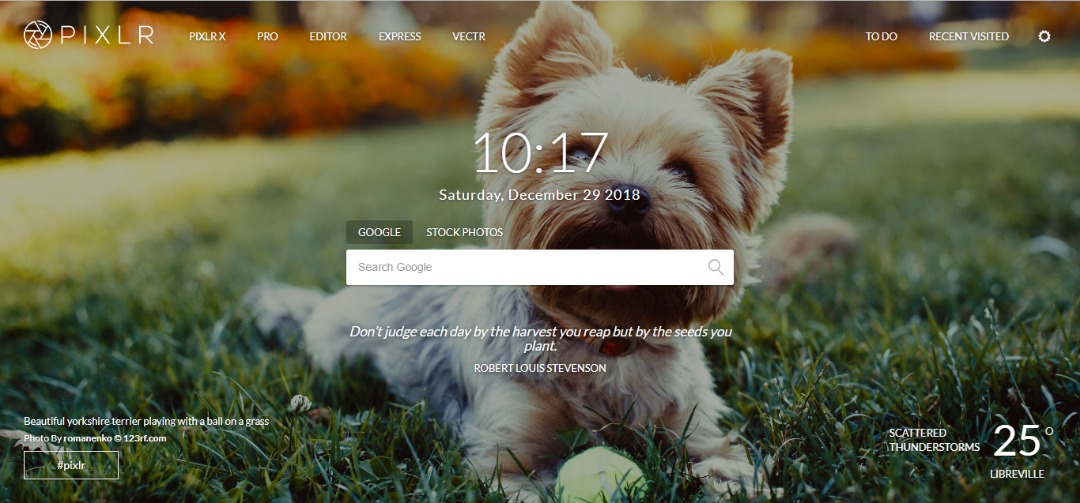 PIXLR
PIXLR X
PRO
EDITOR
EXPRESS
VECTR
TO DO
RECENT VISITED
10:17
Saturday, December 29 2018
GOOGLE
STOCK PHOTOS
Search Google
Don't judge each day by the harvest you reap but by the seeds you
plant.
ROBERT LOUIS STEVENSON
Beautiful yorkshire terrier playing with a ball on a grass
Photo By romanenko © 123rf.com
#pixlr_
SCATTERED
THUNDERSTORMS
25°
LIBREVILLE